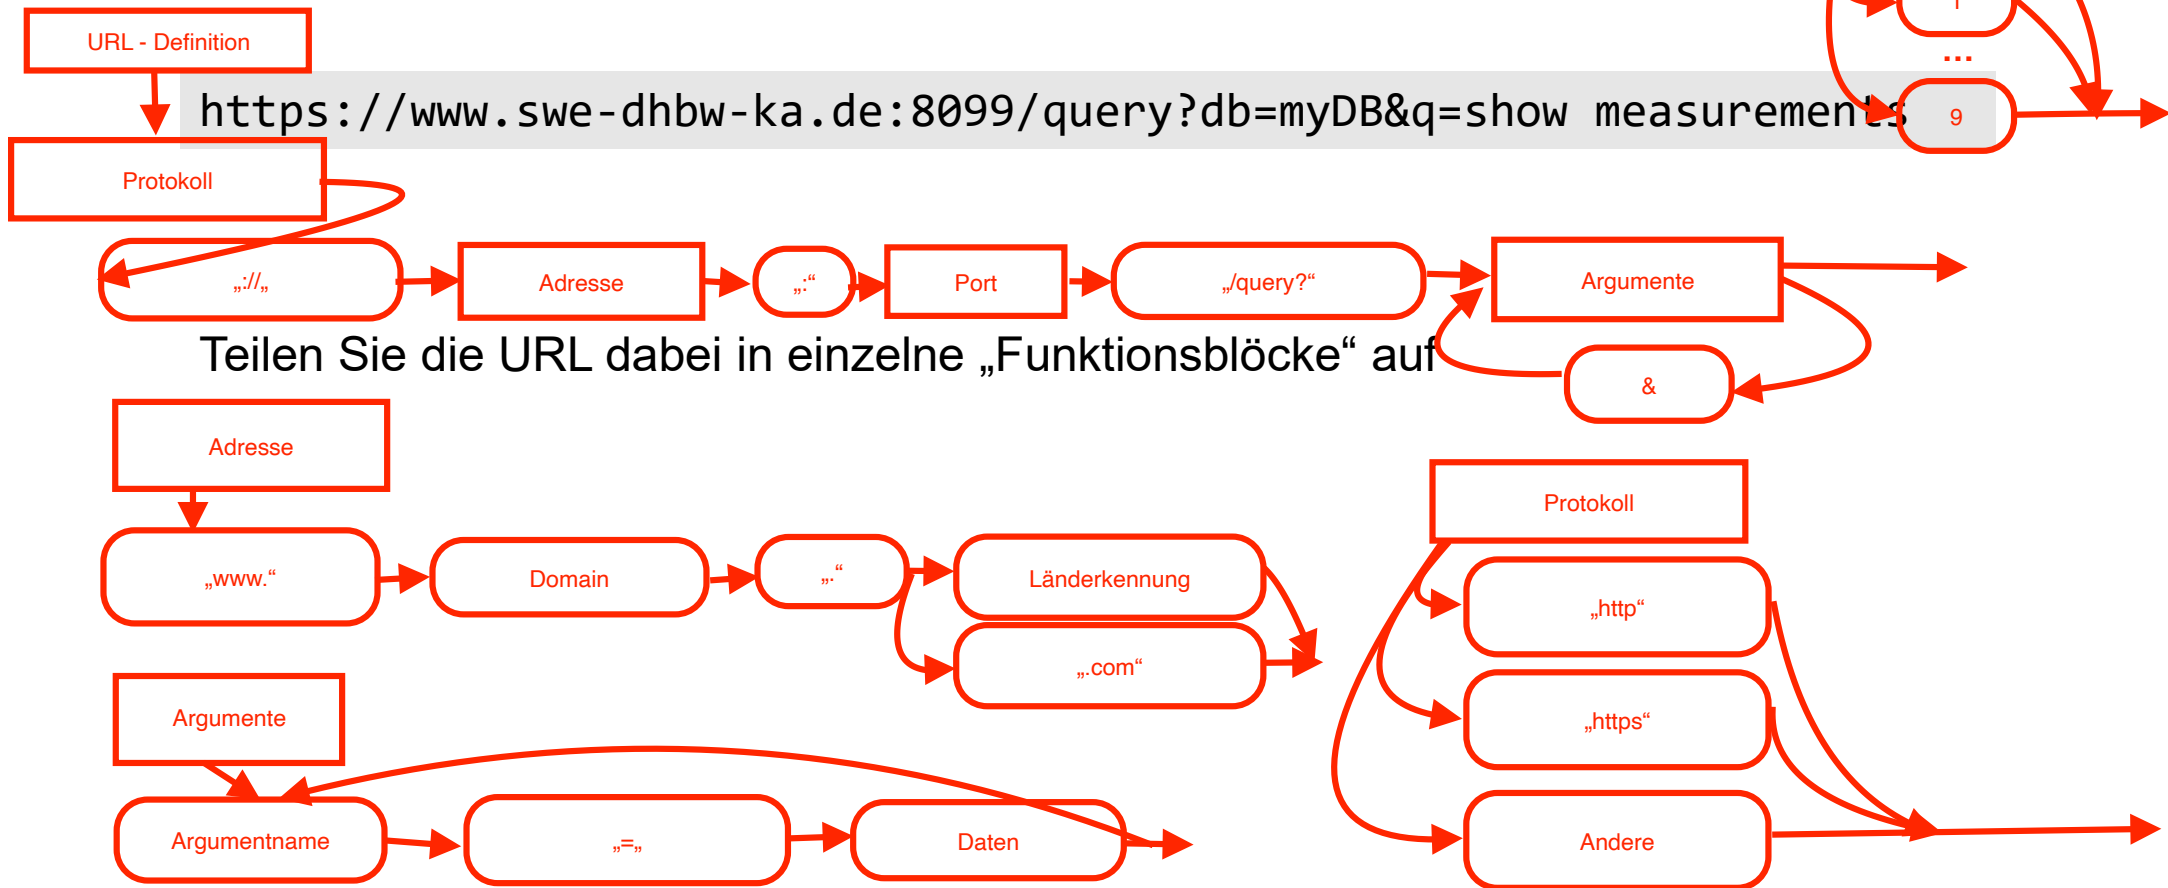 1
URL - Definition
...
https://www.swe-dhbw-ka.de:8099/query?db=myDB&q=show measurements
9
Protokoll
„://„
Adresse
„:“
Port
„/query?“
Argumente
Teilen Sie die URL dabei in einzelne „Funktionsblöcke“ auf
&
Adresse
Protokoll
„www.“
Domain
„.“
Länderkennung
„http“
„.com“
Argumente
„https“
Argumentname
„=„
Daten
Andere